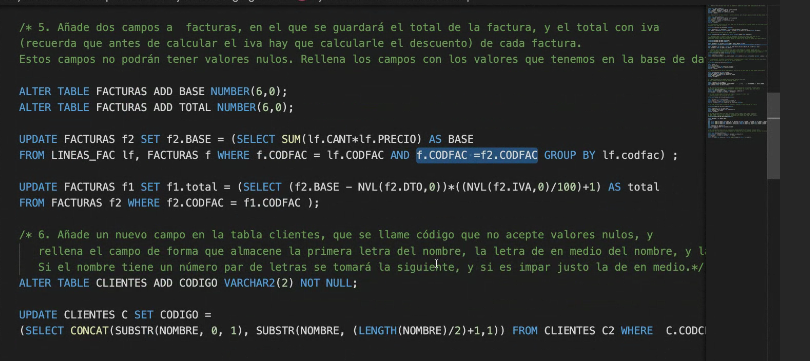 /* 5. Añade dos campos a  facturas, en el que se guardará el total de la factura, y el total con iva
(recuerda que antes de calcular el iva hay que calcularle el descuento) de cada factura.
Estos campos no podrán tener valores nulos. Rellena los campos con los valores que tenemos en la base de da
ALTER TABLE FACTURAS ADD BASE NUMBER(6,0);
ALTER TABLE FACTURAS ADD TOTAL NUMBER(6,0);
UPDATE FACTURAS f2 SET f2.BASE = (SELECT SUM(lf.CANT*lf.PRECIO) AS BASE
FROM LINEAS_FAC lf, FACTURAS f WHERE f.CODFAC = lf.CODFAC AND f.CODFAC =f2.CODFAC GROUP BY lf.codfac) ;
UPDATE FACTURAS f1 SET f1.total = (SELECT (f2.BASE - NVL(f2.DTO,0))*((NVL(f2.IVA,0)/100)+1) AS total
FROM FACTURAS f2 WHERE f2.CODFAC = f1.CODFAC );
/* 6. Añade un nuevo campo en la tabla clientes, que se llame código que no acepte valores nulos, y
rellena el campo de forma que almacene la primera letra del nombre, la letra de en medio del nombre, y la
Si el nombre tiene un número par de letras se tomará la siguiente, y si es impar justo la de en medio.*/
ALTER TABLE CLIENTES ADD CODIGO VARCHAR2(2) NOT NULL;
UPDATE CLIENTES C SET CODIGO =
(SELECT CONCAT(SUBSTR(NOMBRE, 0, 1), SUBSTR(NOMBRE, (LENGTH(NOMBRE)/2)+1,1)) FROM CLIENTES C2 WHERE  C.CODC